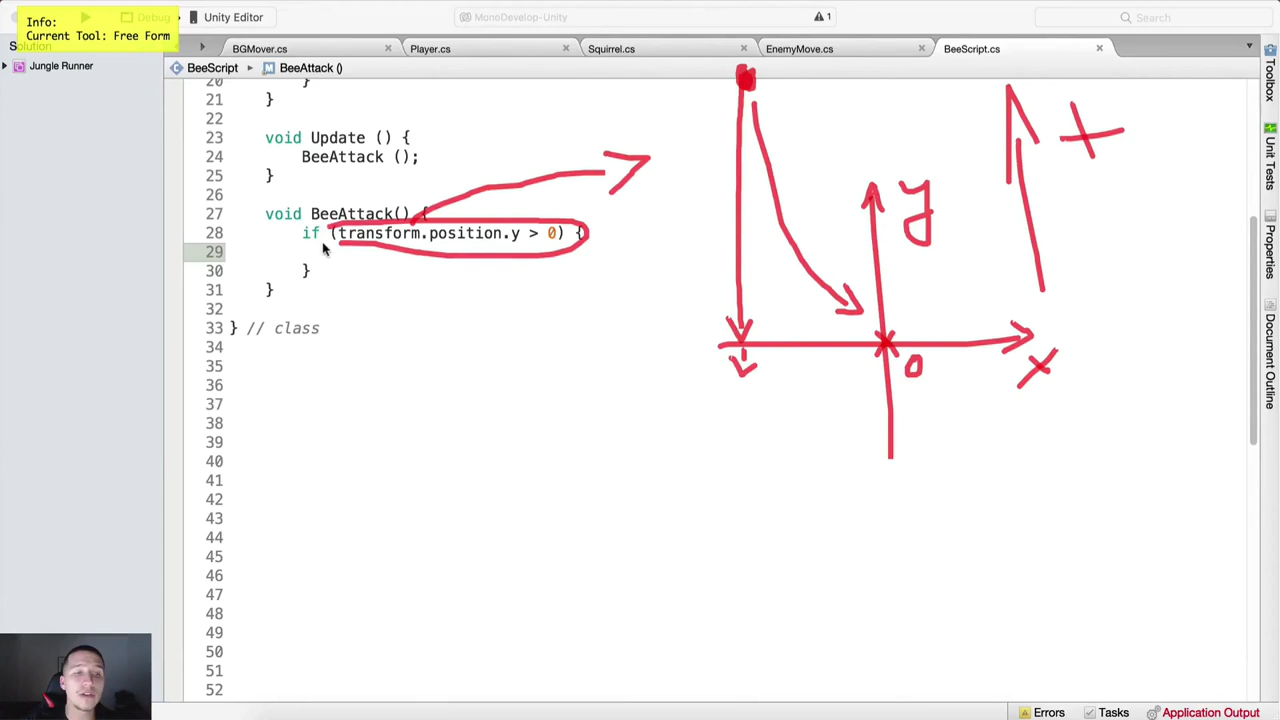 Info:
Current Tool: Free Form
Debug
Unity Editor
MonoDevelop-Unity
1
Search
Solution
BGMover.cs
Player.cs
Squirrel.cs
EnemyMove.cs
BeeScript.cs
Jungle Runner
BeeScript
BeeAttack ()
20 }
21 }
22
23 void Update () {
24 BeeAttack ();
25 }
26
27 void BeeAttack() {
28 if (transform.position.y > 0) {
29
30 }
31 }
32
33 } // class
34
35
36
37
38
39
40
41
42
43
44
45
46
47
48
49
50
51
52
+
y
0
x
Toolbox
Unit Tests
Document Outline
Errors
Tasks
Application Output